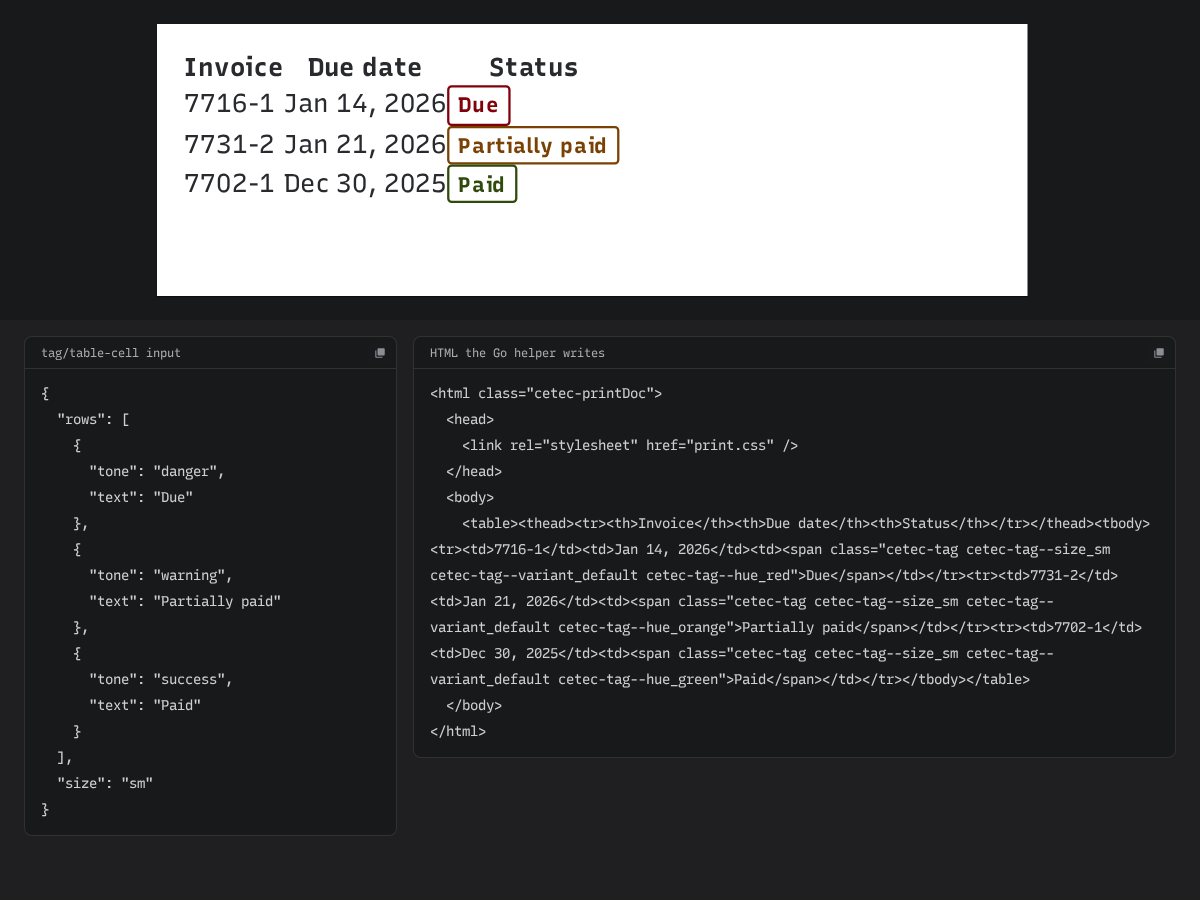 Invoice Due date Status
7716-1 Jan 14, 2026 Due
7731-2 Jan 21, 2026 Partially paid
7702-1 Dec 30, 2025 Paid
tag/table-cell input
{
"rows": [
{
"tone": "danger",
"text": "Due"
},
{
"tone": "warning",
"text": "Partially paid"
},
{
"tone": "success",
"text": "Paid"
}
],
"size": "sm"
}
HTML the Go helper writes
<html class="cetec-printDoc">
<head>
<link rel="stylesheet" href="print.css" />
</head>
<body>
<table><thead><tr><th>Invoice</th><th>Due date</th><th>Status</th></tr></thead><tbody>
<tr><td>7716-1</td><td>Jan 14, 2026</td><td><span class="cetec-tag cetec-tag--size_sm
cetec-tag--variant_default cetec-tag--hue_red">Due</span></td></tr><tr><td>7731-2</td>
<td>Jan 21, 2026</td><td><span class="cetec-tag cetec-tag--size_sm cetec-tag--
variant_default cetec-tag--hue_orange">Partially paid</span></td></tr><tr><td>7702-1</td>
<td>Dec 30, 2025</td><td><span class="cetec-tag cetec-tag--size_sm cetec-tag--
variant_default cetec-tag--hue_green">Paid</span></td></tr></tbody></table>
</body>
</html>